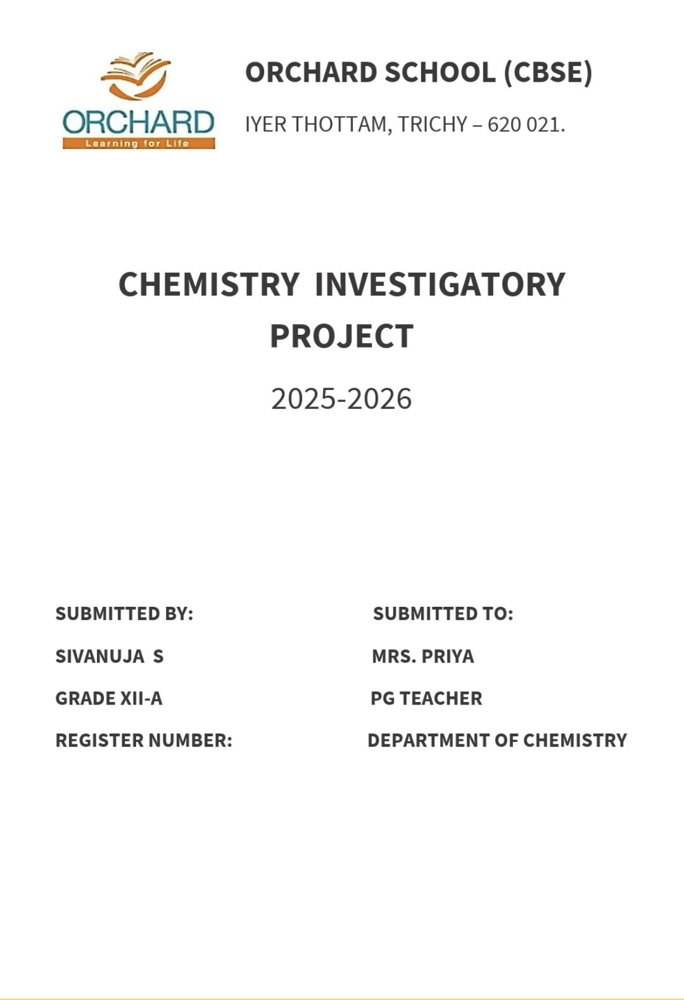 ORCHARD
Learning for Life
ORCHARD SCHOOL (CBSE)
IYER THOTTAM, TRICHY – 620 021.
CHEMISTRY INVESTIGATORY
PROJECT
2025-2026
SUBMITTED BY: SUBMITTED TO:
SIVANUJA S MRS. PRIYA
GRADE XII-A PG TEACHER
REGISTER NUMBER: DEPARTMENT OF CHEMISTRY